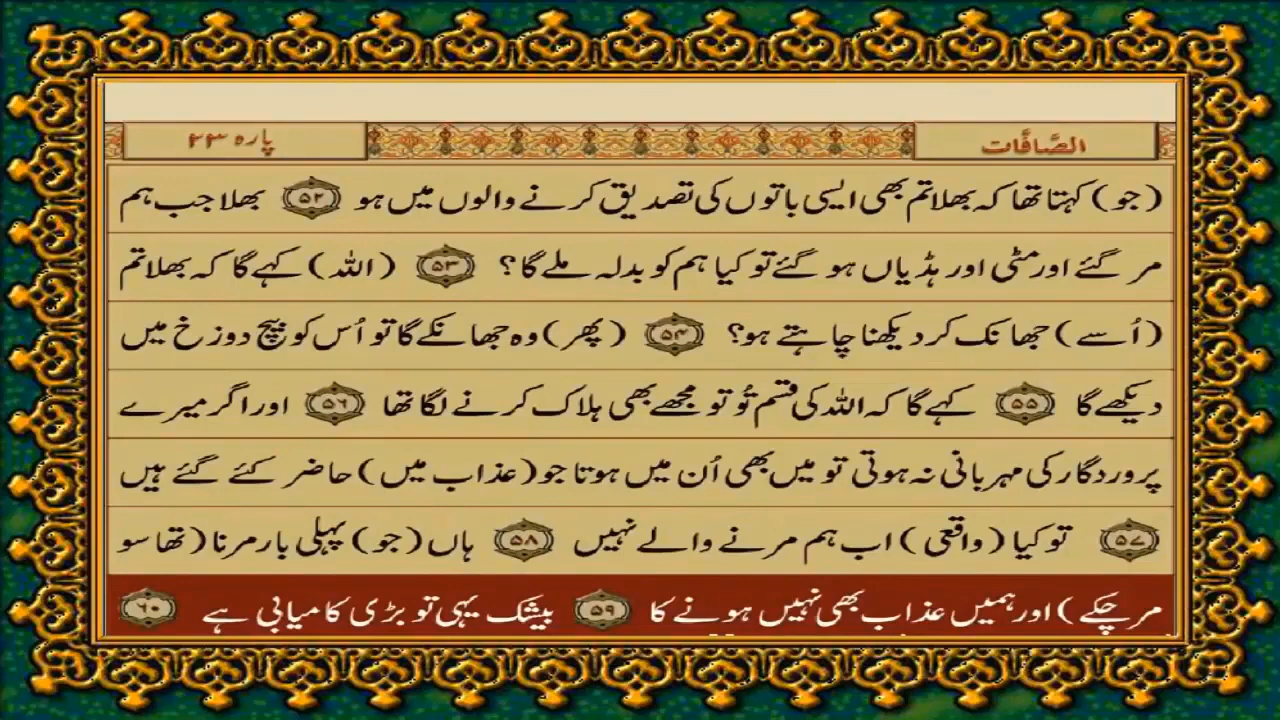 الصَّافَّات پارہ ۲۳
(جو) کہتا تھا کہ بھلا تم بھی ایسی باتوں کی تصدیق کرنے والوں میں ہو ۵۲ بھلا جب ہم
مر گئے اور مٹی اور ہڈیاں ہو گئے تو کیا ہم کو بدلہ ملے گا؟ ۵۳ (اللہ) کہے گا کہ بھلا تم
(اُسے) جھانک کر دیکھنا چاہتے ہو؟ ۵۴ (پھر) وہ جھانکے گا تو اُس کو بیچ دوزخ میں
دیکھے گا ۵۵ کہے گا کہ اللہ کی قسم تُو تو مجھے بھی ہلاک کرنے لگا تھا ۵۶ اور اگر میرے
پروردگار کی مہربانی نہ ہوتی تو میں بھی اُن میں ہوتا جو (عذاب میں) حاضر کئے گئے ہیں
۵۷ تو کیا (واقعی) اب ہم مرنے والے نہیں ۵۸ ہاں (جو) پہلی بار مرنا (تھا سو
مر چکے) اور ہمیں عذاب بھی نہیں ہونے کا ۵۹ بیشک یہی تو بڑی کامیابی ہے ۶۰